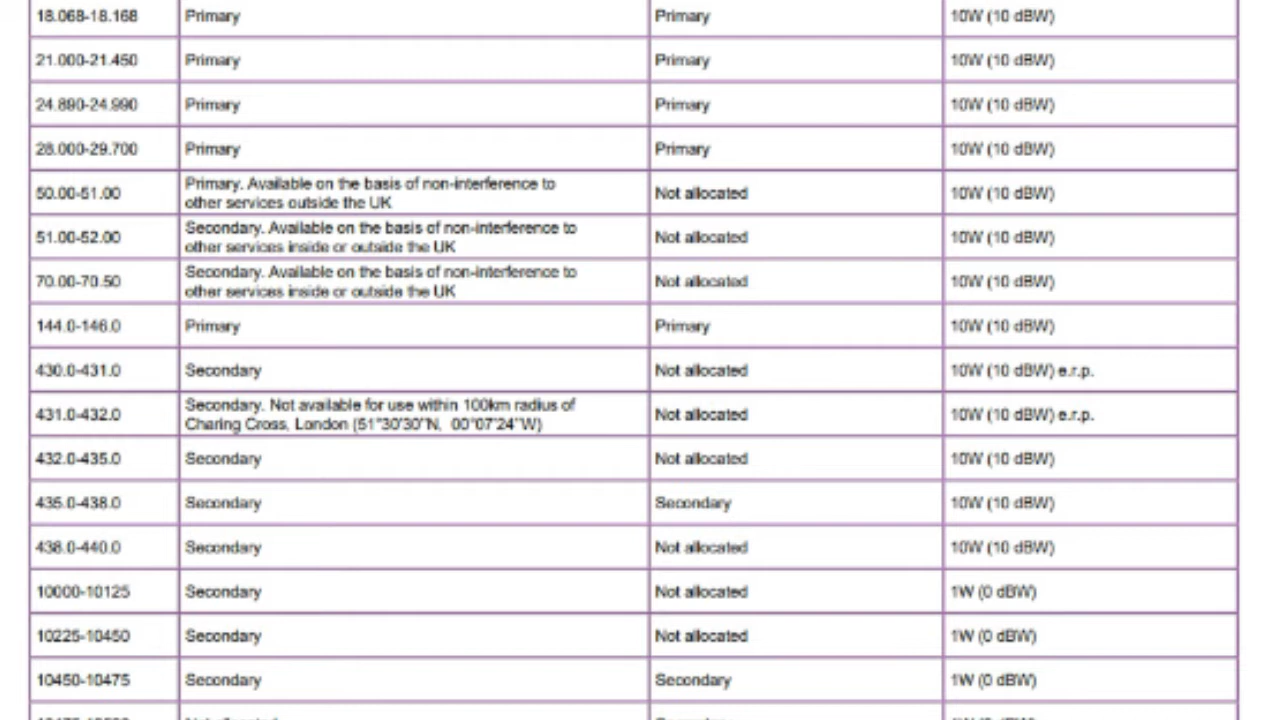 18.068-18.168 Primary Primary 10W (10 dBW)
21.000-21.450 Primary Primary 10W (10 dBW)
24.890-24.990 Primary Primary 10W (10 dBW)
28.000-29.700 Primary Primary 10W (10 dBW)
50.00-51.00 Primary. Available on the basis of non-interference to
other services outside the UK Not allocated 10W (10 dBW)
51.00-52.00 Secondary. Available on the basis of non-interference to
other services inside or outside the UK Not allocated 10W (10 dBW)
70.00-70.50 Secondary. Available on the basis of non-interference to
other services inside or outside the UK Not allocated 10W (10 dBW)
144.0-146.0 Primary Primary 10W (10 dBW)
430.0-431.0 Secondary Not allocated 10W (10 dBW) e.r.p.
431.0-432.0 Secondary. Not available for use within 100km radius of
Charing Cross, London (51°30'30"N, 00°07'24"W) Not allocated 10W (10 dBW) e.r.p.
432.0-435.0 Secondary Not allocated 10W (10 dBW)
435.0-438.0 Secondary Secondary 10W (10 dBW)
438.0-440.0 Secondary Not allocated 10W (10 dBW)
10000-10125 Secondary Not allocated 1W (0 dBW)
10225-10450 Secondary Not allocated 1W (0 dBW)
10450-10475 Secondary Secondary 1W (0 dBW)